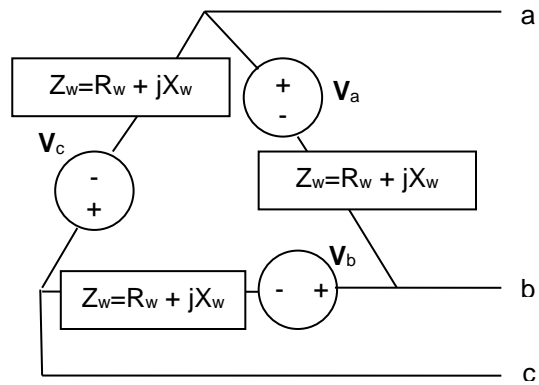 a
Zw=Rw + jXw
+
-
Va
Vc
-
+
Zw=Rw + jXw
Vb
Zw=Rw + jXw
- +
b
c